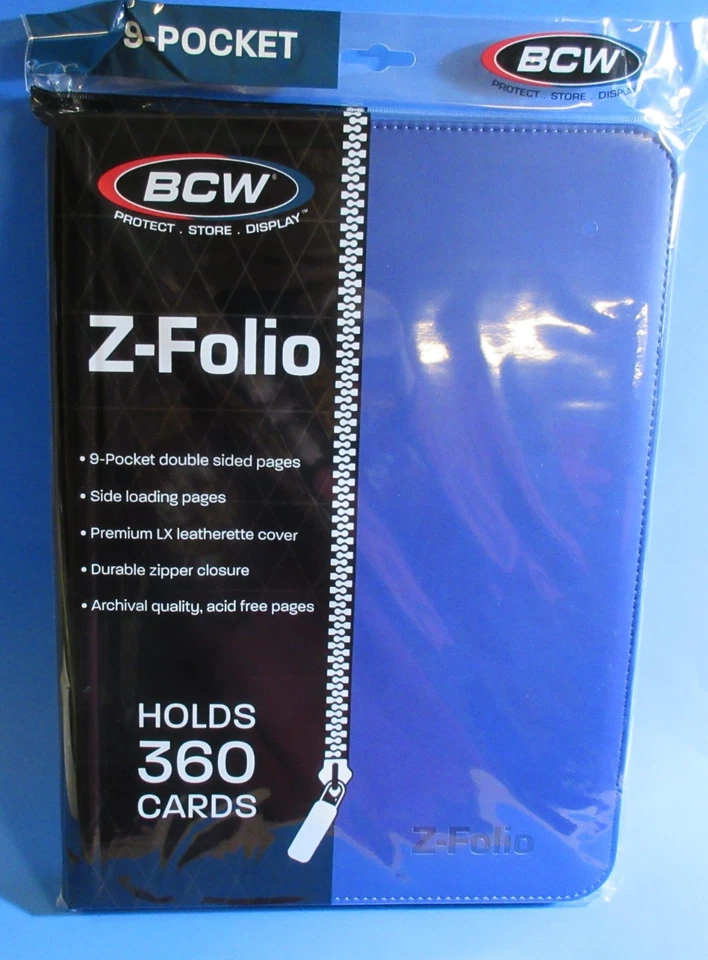 9-POCKET
BCW
PROTECT . STORE . DISPLAY
BCW®
PROTECT . STORE . DISPLAY™
Z-Folio
• 9-Pocket double sided pages
• Side loading pages
• Premium LX leatherette cover
• Durable zipper closure
• Archival quality, acid free pages
HOLDS
360
CARDS
Z-Folio